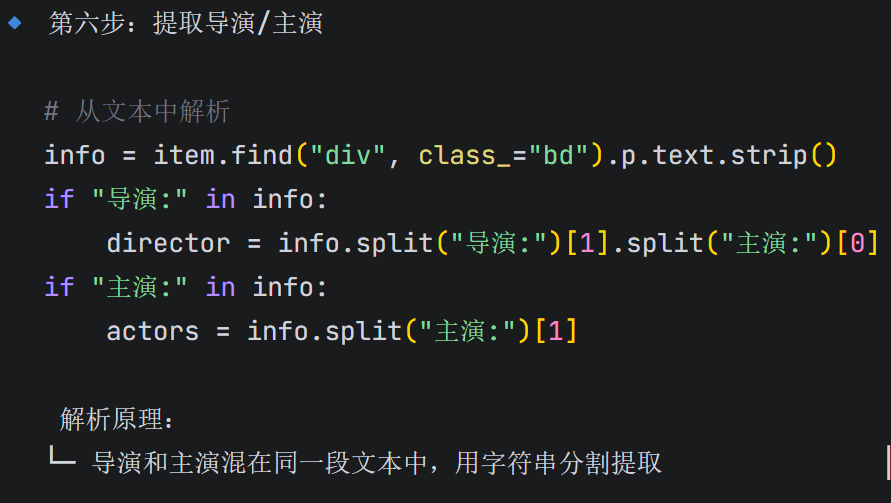 第六步：提取导演/主演
# 从文本中解析
info = item.find("div", class_="bd").p.text.strip()
if "导演:" in info:
    director = info.split("导演:")[1].split("主演:")[0]
if "主演:" in info:
    actors = info.split("主演:")[1]
解析原理：
└─ 导演和主演混在同一段文本中，用字符串分割提取